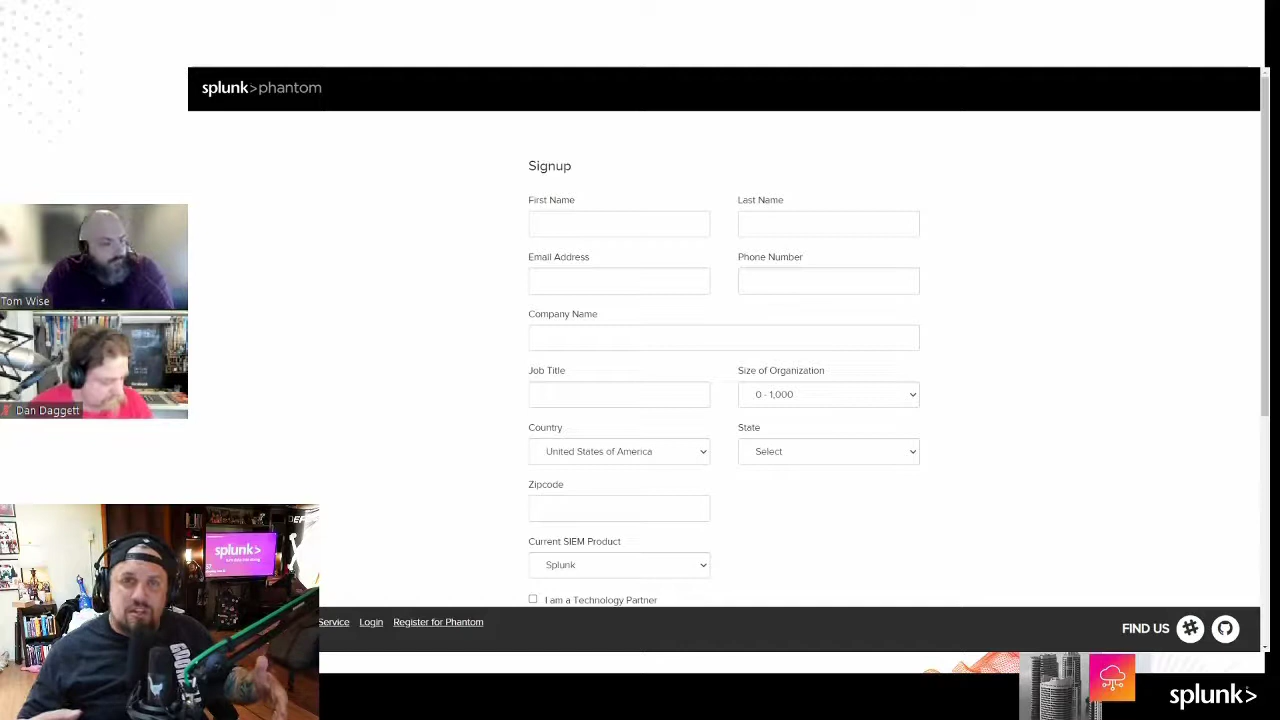 splunk>phantom
Signup
First Name
Last Name
Email Address
Phone Number
Company Name
Job Title
Size of Organization
0 - 1,000
Country
State
United States of America
Select
Zipcode
Current SIEM Product
Splunk
I am a Technology Partner
Service
Login
Register for Phantom
FIND US
Tom Wise
Dan Daggett
splunk>
splunk>